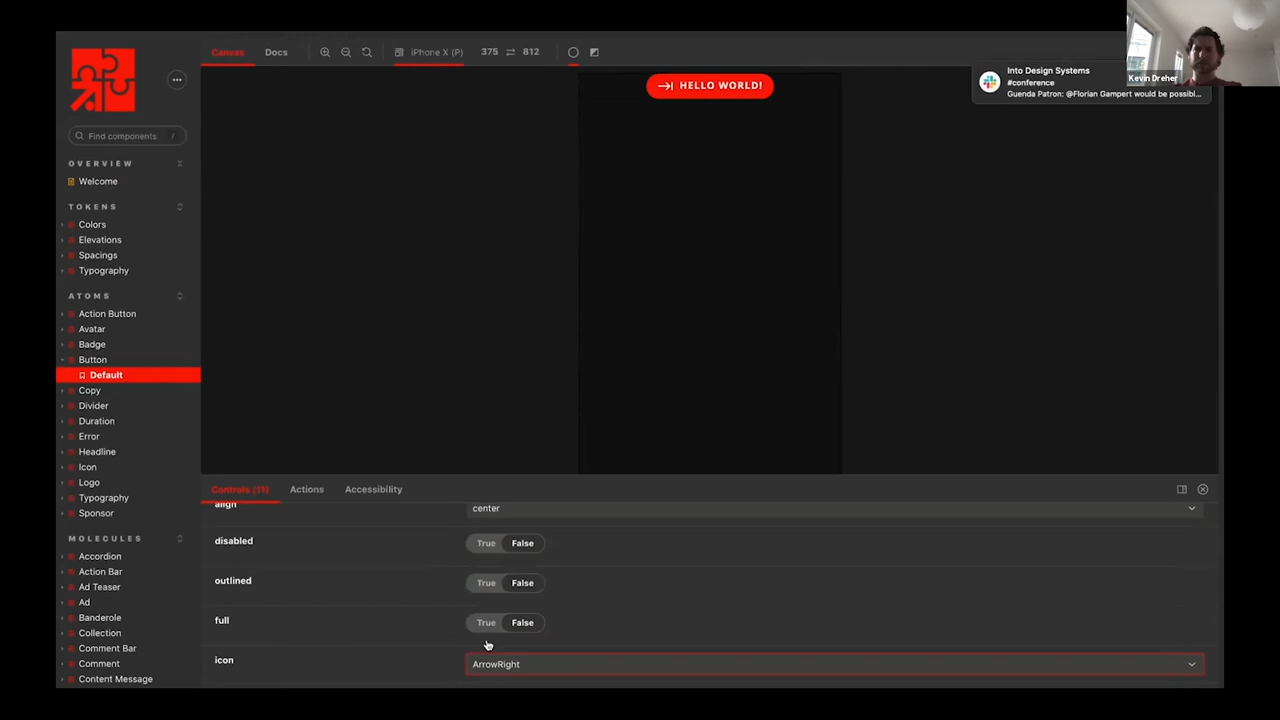 Canvas
Docs
iPhone X (P)
375
812
HELLO WORLD!
Into Design Systems
#conference
Guenda Patron: @Florian Gampert would be possibl...
Kevin Dreher
Find components
/
OVERVIEW
Welcome
TOKENS
Colors
Elevations
Spacings
Typography
ATOMS
Action Button
Avatar
Badge
Button
Default
Copy
Divider
Duration
Error
Headline
Icon
Logo
Typography
Sponsor
MOLECULES
Accordion
Action Bar
Ad Teaser
Ad
Banderole
Collection
Comment Bar
Comment
Content Message
Controls (11)
Actions
Accessibility
align
center
disabled
True
False
outlined
True
False
full
True
False
icon
ArrowRight